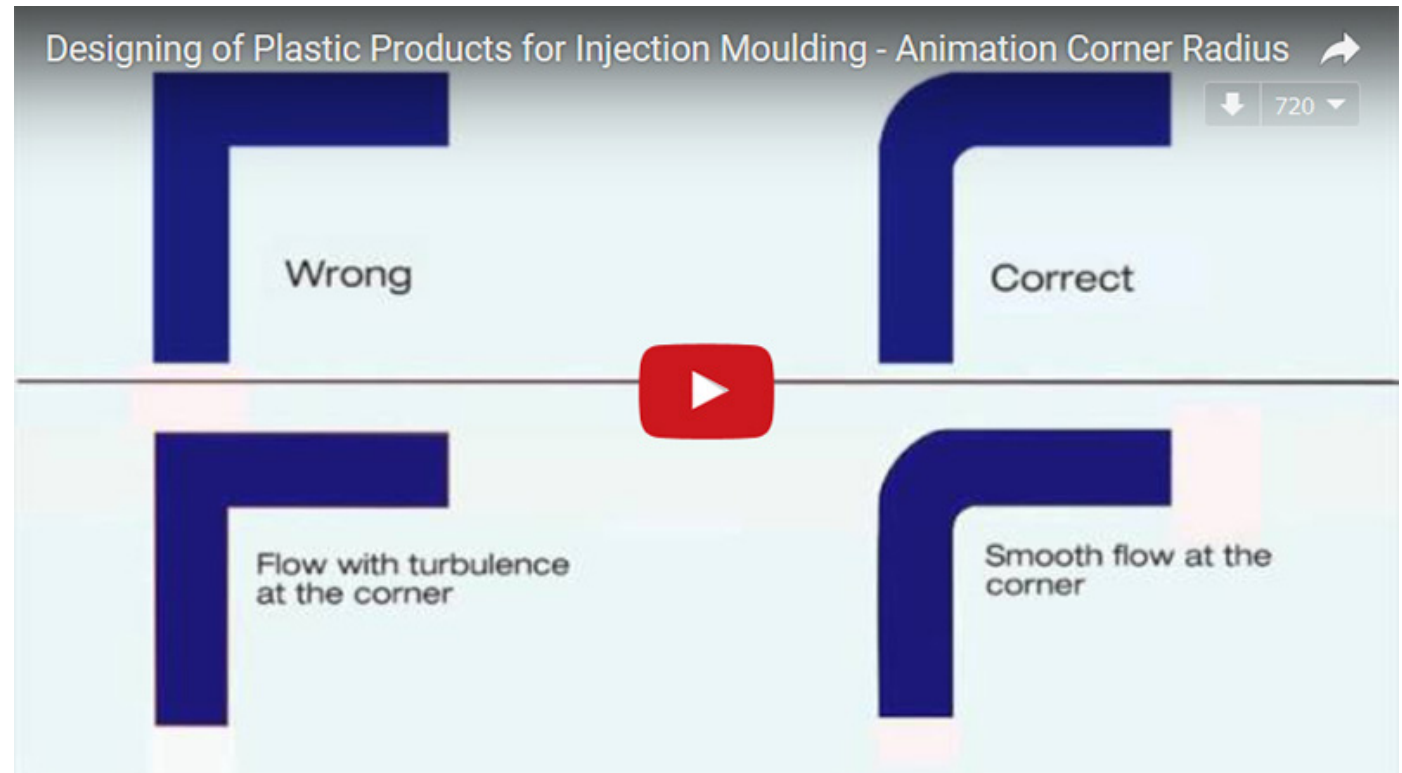 Designing of Plastic Products for Injection Moulding - Animation Corner Radius
720
Wrong
Correct
Flow with turbulence
at the corner
Smooth flow at the
corner